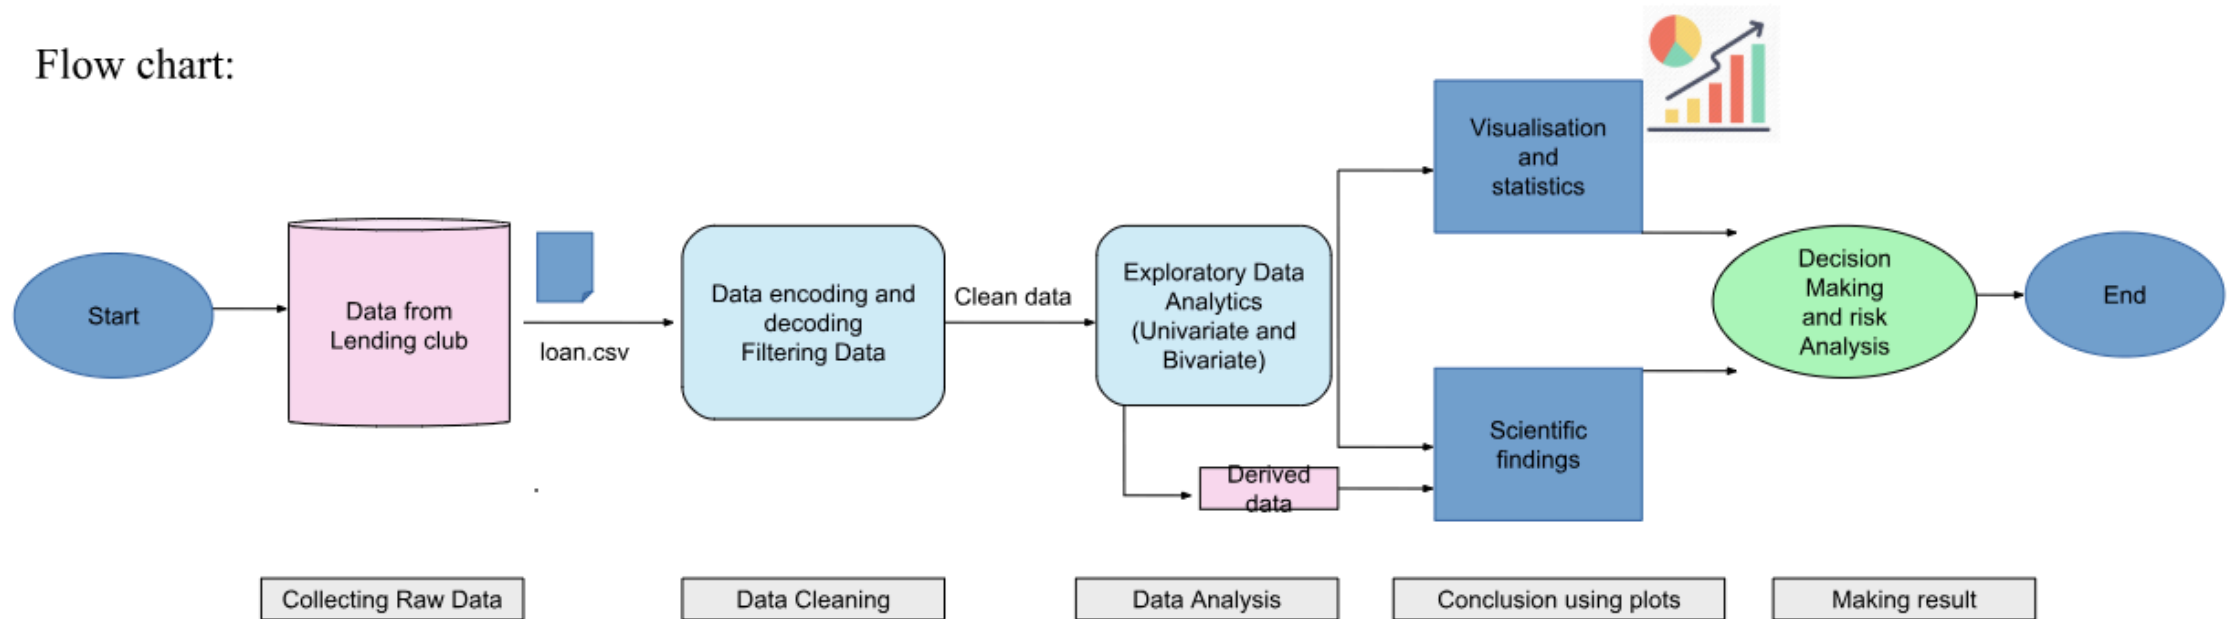 Flow chart:
Start
Data from
Lending club
loan.csv
Data encoding and
decoding
Filtering Data
Clean data
Exploratory Data
Analytics
(Univariate and
Bivariate)
Derived
data
Visualisation
and
statistics
Scientific
findings
Decision
Making
and risk
Analysis
End
Collecting Raw Data
Data Cleaning
Data Analysis
Conclusion using plots
Making result